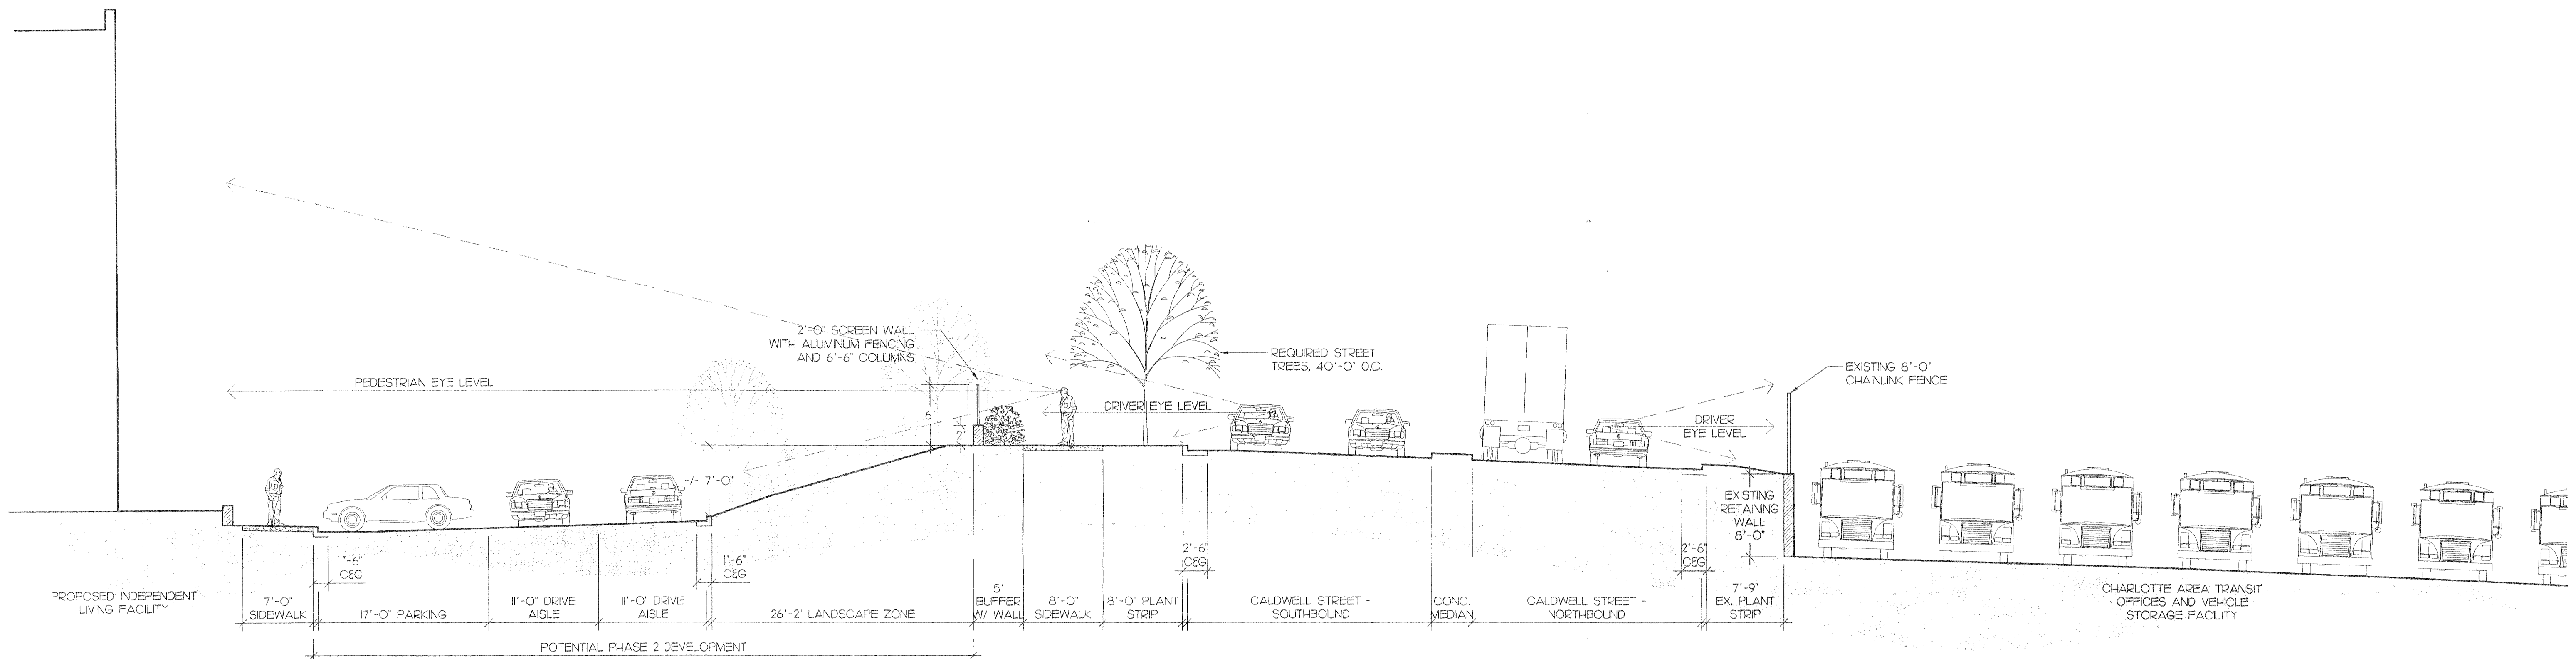 2'-0" SCREEN WALL
WITH ALUMINUM FENCING
AND 6'-6" COLUMNS
REQUIRED STREET
TREES, 40'-0" O.C.
EXISTING 8'-0'
CHAINLINK FENCE
PEDESTRIAN EYE LEVEL
6'
2'
DRIVER EYE LEVEL
DRIVER
EYE LEVEL
+/- 7'-0"
EXISTING
RETAINING
WALL
8'-0"
1'-6"
C&G
1'-6"
C&G
2'-6"
C&G
2'-6"
C&G
PROPOSED INDEPENDENT
LIVING FACILITY
7'-0"
SIDEWALK
17'-0" PARKING
11'-0" DRIVE
AISLE
11'-0" DRIVE
AISLE
26'-2" LANDSCAPE ZONE
5'
BUFFER
W/ WALL
8'-0"
SIDEWALK
8'-0" PLANT
STRIP
CALDWELL STREET -
SOUTHBOUND
CONC.
MEDIAN
CALDWELL STREET -
NORTHBOUND
7'-9"
EX. PLANT
STRIP
CHARLOTTE AREA TRANSIT
OFFICES AND VEHICLE
STORAGE FACILITY
POTENTIAL PHASE 2 DEVELOPMENT